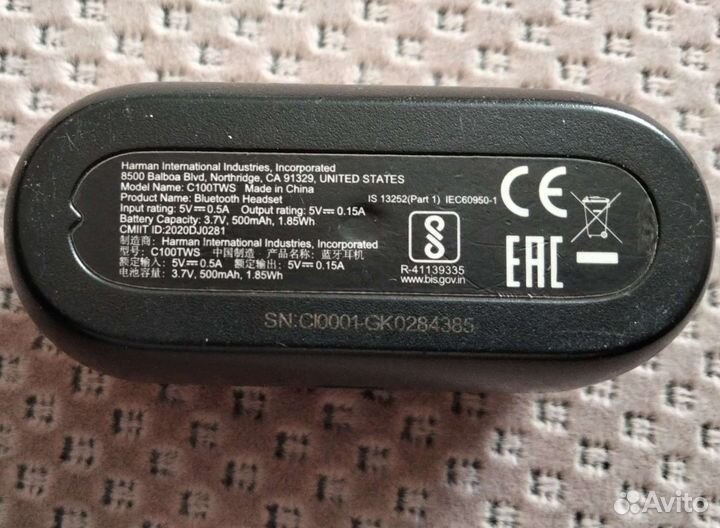 Harman International Industries, Incorporated
8500 Balboa Blvd, Northridge, CA 91329, UNITED STATES
Model Name: C100TWS Made in China
Product Name: Bluetooth Headset IS 13252(Part 1) IEC60950-1
Input rating: 5V⎓0.5A Output rating: 5V⎓0.15A
Battery Capacity: 3.7V, 500mAh, 1.85Wh
CMIIT ID:2020DJ0281
制造商: Harman International Industries, Incorporated
型号: C100TWS 中国制造 产品名称: 蓝牙耳机
额定输入: 5V⎓0.5A 额定输出: 5V⎓0.15A
电池容量: 3.7V, 500mAh, 1.85Wh
R-41139335
www.bis.gov.in
CE
EAC
SN:CI0001-GK0284385
Avito